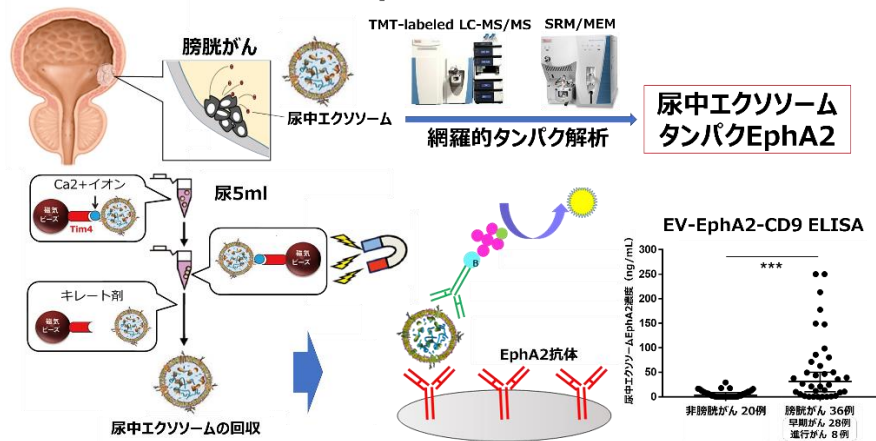 TMT-labeled LC-MS/MS
SRM/MEM
膀胱がん
尿中エクソソーム
網羅的タンパク解析
尿中エクソソーム
タンパクEphA2
Ca2+イオン
磁気
ビーズ
Tim4
尿5ml
磁気
ビーズ
キレート剤
磁気
ビーズ
尿中エクソソームの回収
B
EphA2抗体
EV-EphA2-CD9 ELISA
尿エクソソームEphA2濃度（ng/mL）
300
250
200
150
100
50
0
***
非膀胱がん 20例
膀胱がん 36例
早期がん 28例
進行がん 8例